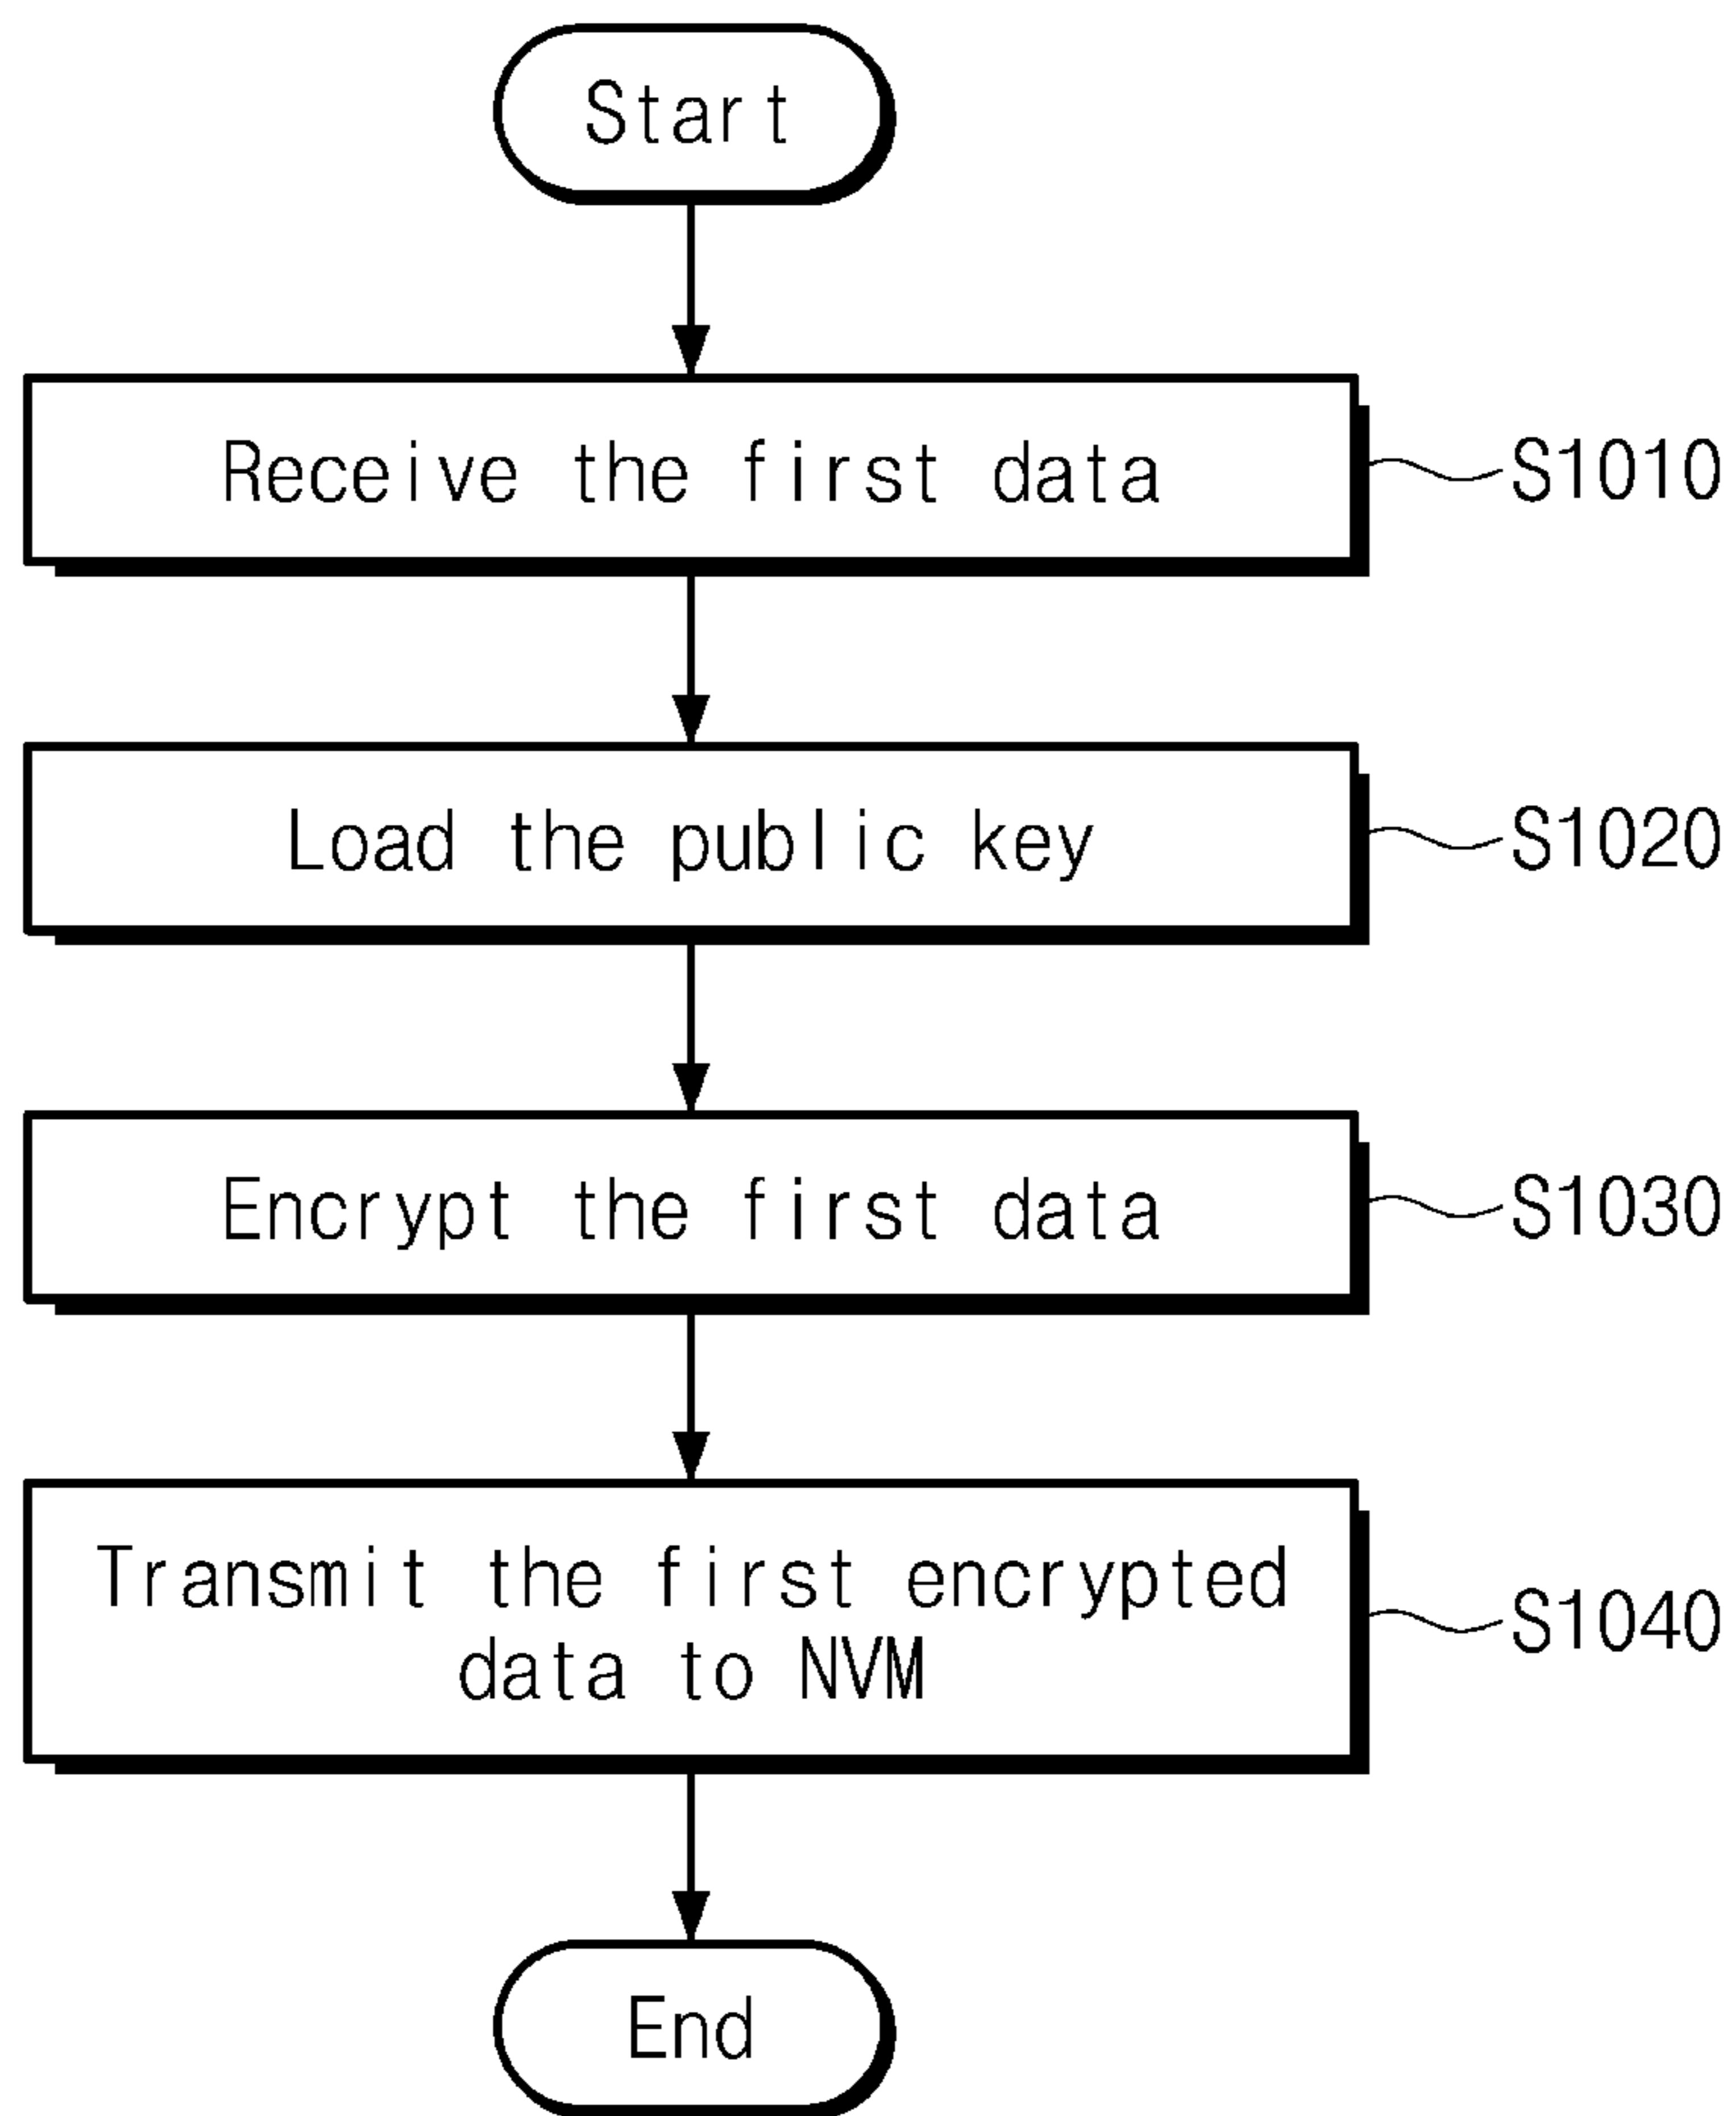 Start
Receive the first data
S1010
Load the public key
S1020
Encrypt the first data
S1030
Transmit the first encrypted
data to NVM
S1040
End